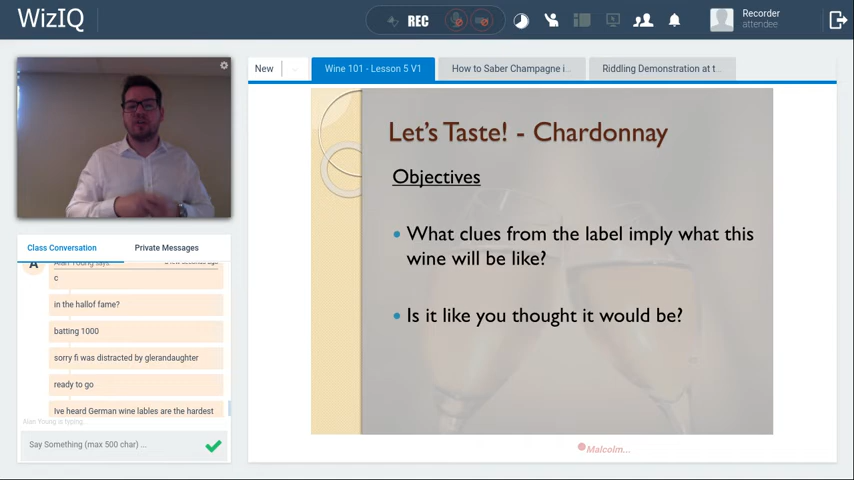 WizIQ
REC
Recorder
attendee
New
Wine 101 - Lesson 5 V1
How to Saber Champagne i...
Riddling Demonstration at t...
Let's Taste! - Chardonnay
Objectives
What clues from the label imply what this
wine will be like?
Is it like you thought it would be?
Malcolm...
Class Conversation
Private Messages
A
Alan Young says
c
in the hallof fame?
batting 1000
sorry fi was distracted by glerandaughter
ready to go
Ive heard German wine lables are the hardest
Alan Young is typing...
Say Something (max 500 char) ...